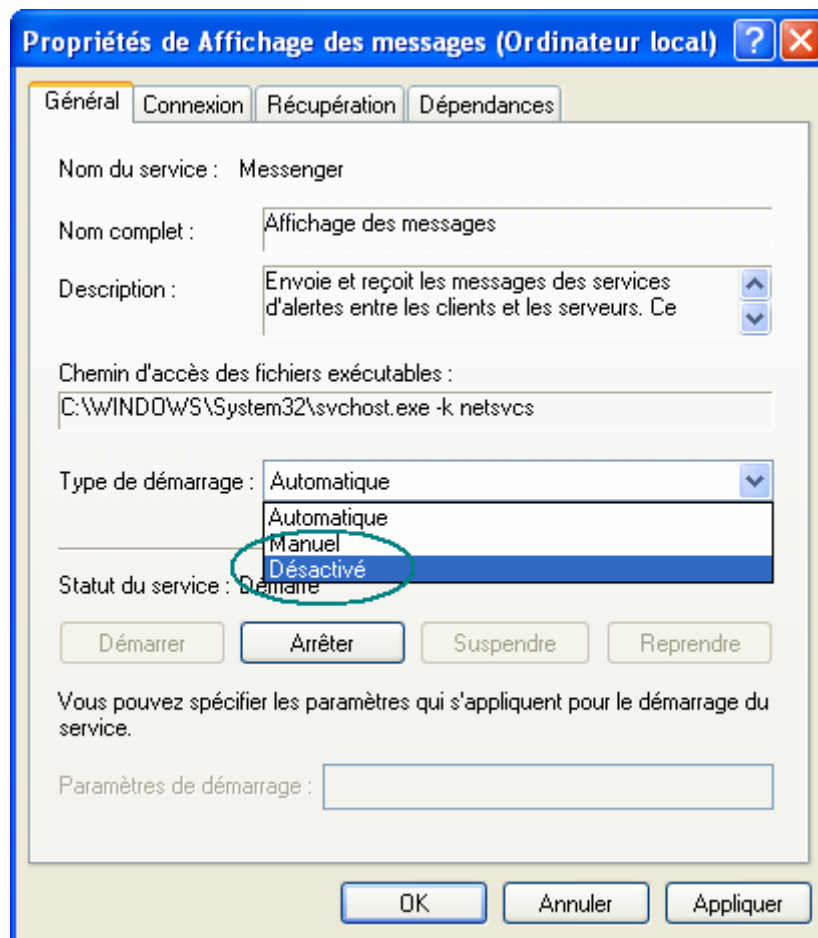 Propriétés de Affichage des messages (Ordinateur local)
Général Connexion Récupération Dépendances
Nom du service : Messenger
Nom complet : Affichage des messages
Description : Envoie et reçoit les messages des services
d'alertes entre les clients et les serveurs. Ce
Chemin d'accès des fichiers exécutables :
C:\WINDOWS\System32\svchost.exe -k netsvcs
Type de démarrage : Automatique
Automatique
Manuel
Désactivé
Statut du service : Démarré
Démarrer Arrêter Suspendre Reprendre
Vous pouvez spécifier les paramètres qui s'appliquent pour le démarrage du
service.
Paramètres de démarrage :
OK Annuler Appliquer